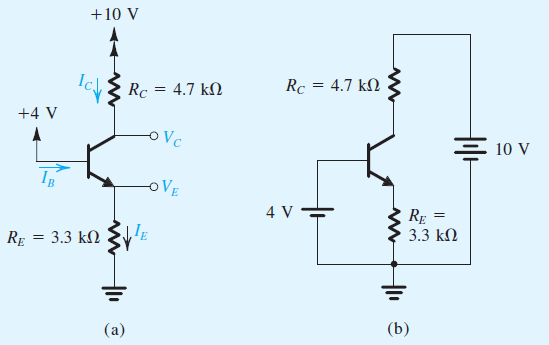 +10 V
I_C
R_C = 4.7 kΩ
+4 V
V_C
I_B
V_E
R_E = 3.3 kΩ
I_E
(a)
R_C = 4.7 kΩ
10 V
4 V
R_E =
3.3 kΩ
(b)